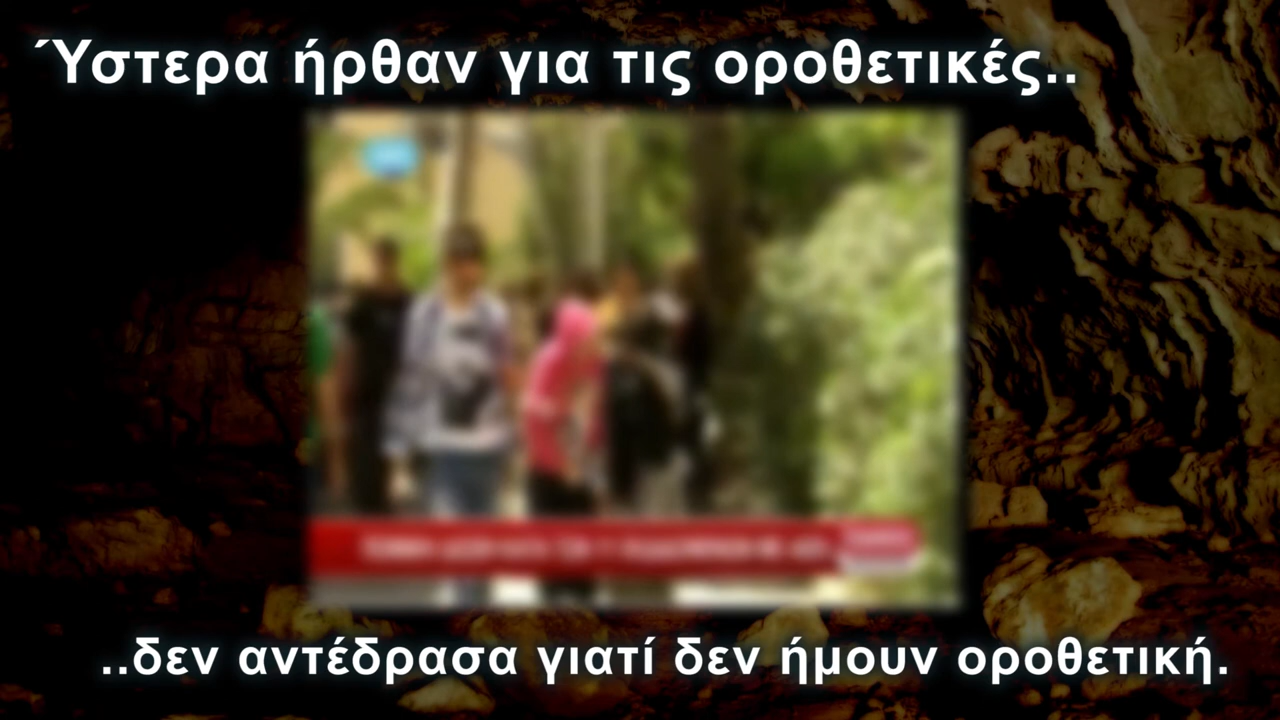 Ύστερα ήρθαν για τις οροθετικές..
..δεν αντέδρασα γιατί δεν ήμουν οροθετική.